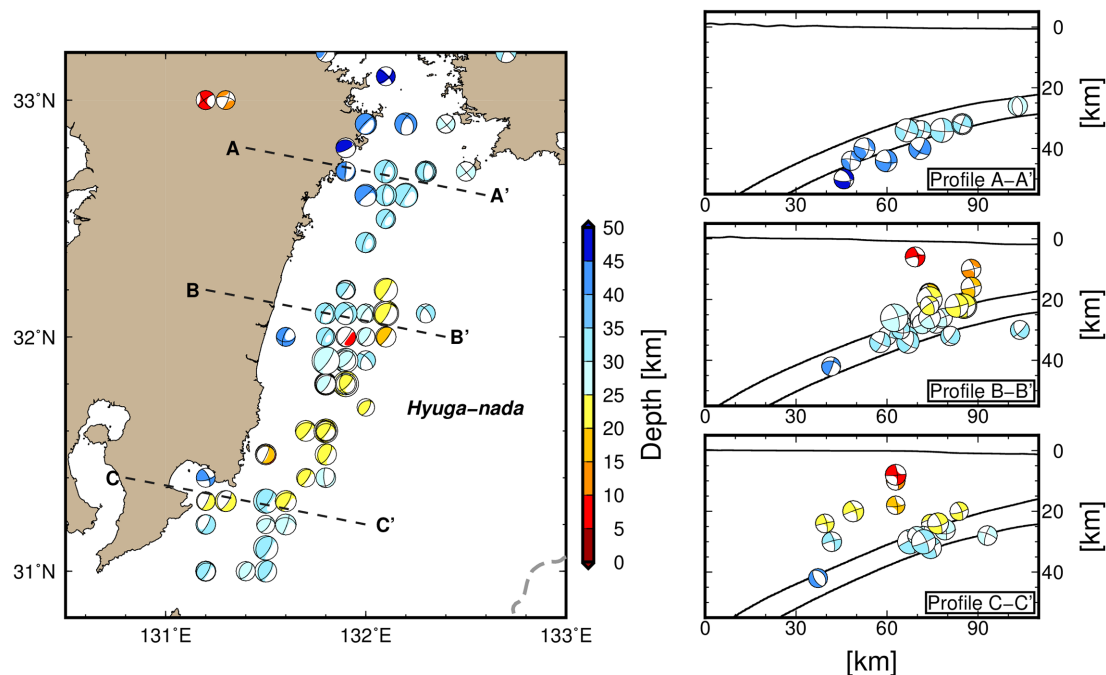 33°N
32°N
31°N
131°E
132°E
133°E
A
A'
B
B'
C
C'
Hyuga−nada
50
45
40
35
30
25
20
15
10
5
0
Depth [km]
0
20
40
[km]
Profile A−A'
0
30
60
90
0
20
40
[km]
Profile B−B'
0
30
60
90
0
20
40
[km]
Profile C−C'
0
30
60
90
[km]